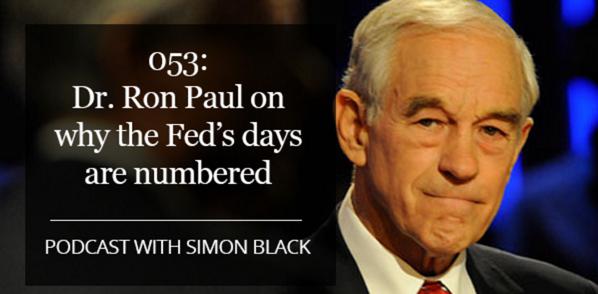 053:
Dr. Ron Paul on
why the Fed's days
are numbered
PODCAST WITH SIMON BLACK